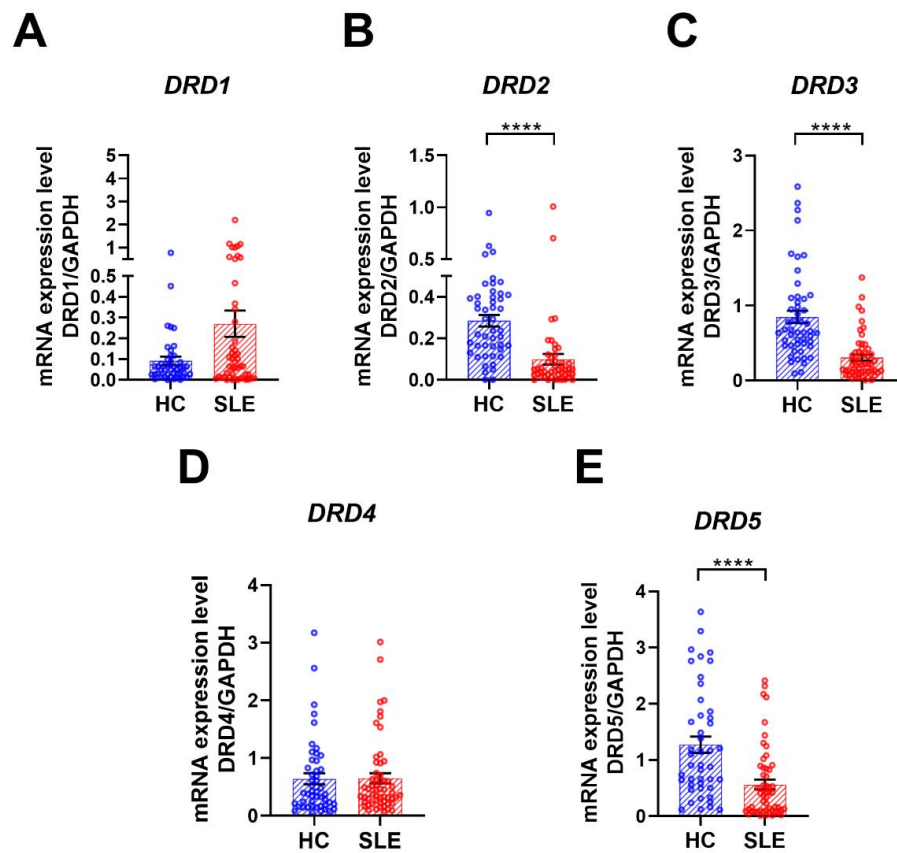 A
DRD1
mRNA expression level
DRD1/GAPDH
5
4
3
2
1
0.5
0.4
0.3
0.2
0.1
0.0
HC
SLE
B
DRD2
****
mRNA expression level
DRD2/GAPDH
1.5
1.0
0.5
0.4
0.2
0.0
HC
SLE
C
DRD3
****
mRNA expression level
DRD3/GAPDH
3
2
1
0
HC
SLE
D
DRD4
mRNA expression level
DRD4/GAPDH
4
3
2
1
0
HC
SLE
E
DRD5
****
mRNA expression level
DRD5/GAPDH
4
3
2
1
0
HC
SLE